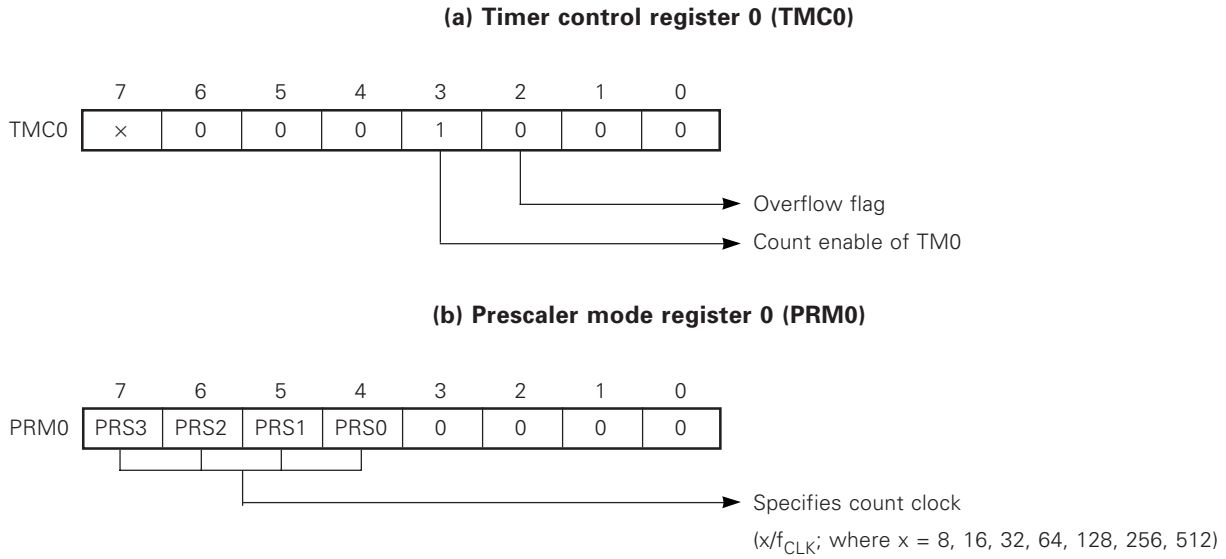 (a) Timer control register 0 (TMC0)
7 6 5 4 3 2 1 0
TMC0 × 0 0 0 1 0 0 0
Overflow flag
Count enable of TM0
(b) Prescaler mode register 0 (PRM0)
7 6 5 4 3 2 1 0
PRM0 PRS3 PRS2 PRS1 PRS0 0 0 0 0
Specifies count clock
(x/fCLK; where x = 8, 16, 32, 64, 128, 256, 512)